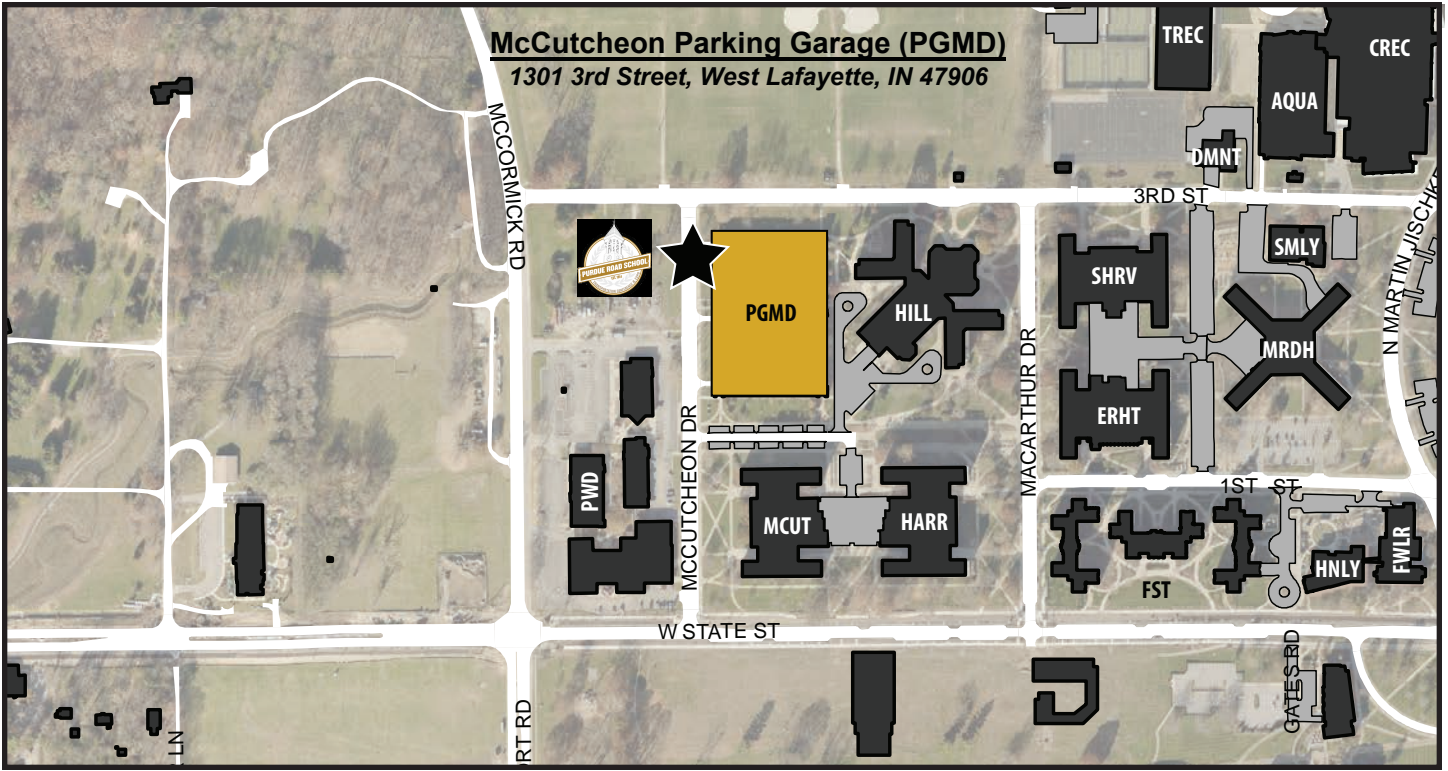 McCutcheon Parking Garage (PGMD)
1301 3rd Street, West Lafayette, IN 47906
TREC
CREC
AQUA
DMNT
MCCORMICK RD
3RD ST
N MARTIN JISCHKE
PURDUE ROAD SCHOOL
SMLY
SHRV
HILL
PGMD
MRDH
MACARTHUR DR
ERHT
MCCUTCHEON DR
PWD
1ST ST
MCUT
HARR
FWLR
HNLY
FST
W STATE ST
GATES RD
LN
ORT RD